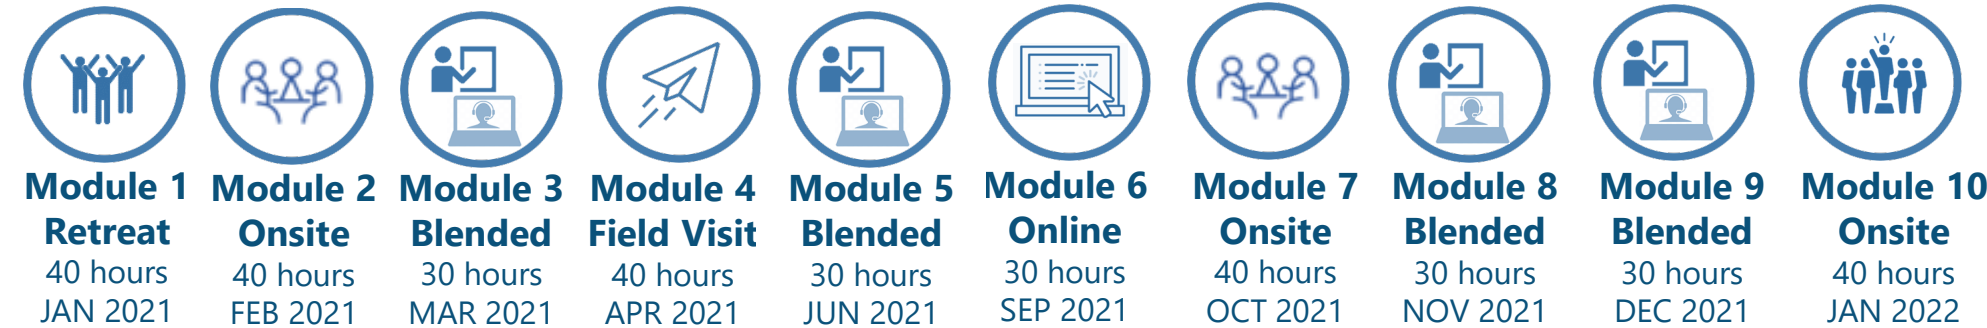 Module 1
Retreat
40 hours
JAN 2021
Module 2
Onsite
40 hours
FEB 2021
Module 3
Blended
30 hours
MAR 2021
Module 4
Field Visit
40 hours
APR 2021
Module 5
Blended
30 hours
JUN 2021
Module 6
Online
30 hours
SEP 2021
Module 7
Onsite
40 hours
OCT 2021
Module 8
Blended
30 hours
NOV 2021
Module 9
Blended
30 hours
DEC 2021
Module 10
Onsite
40 hours
JAN 2022